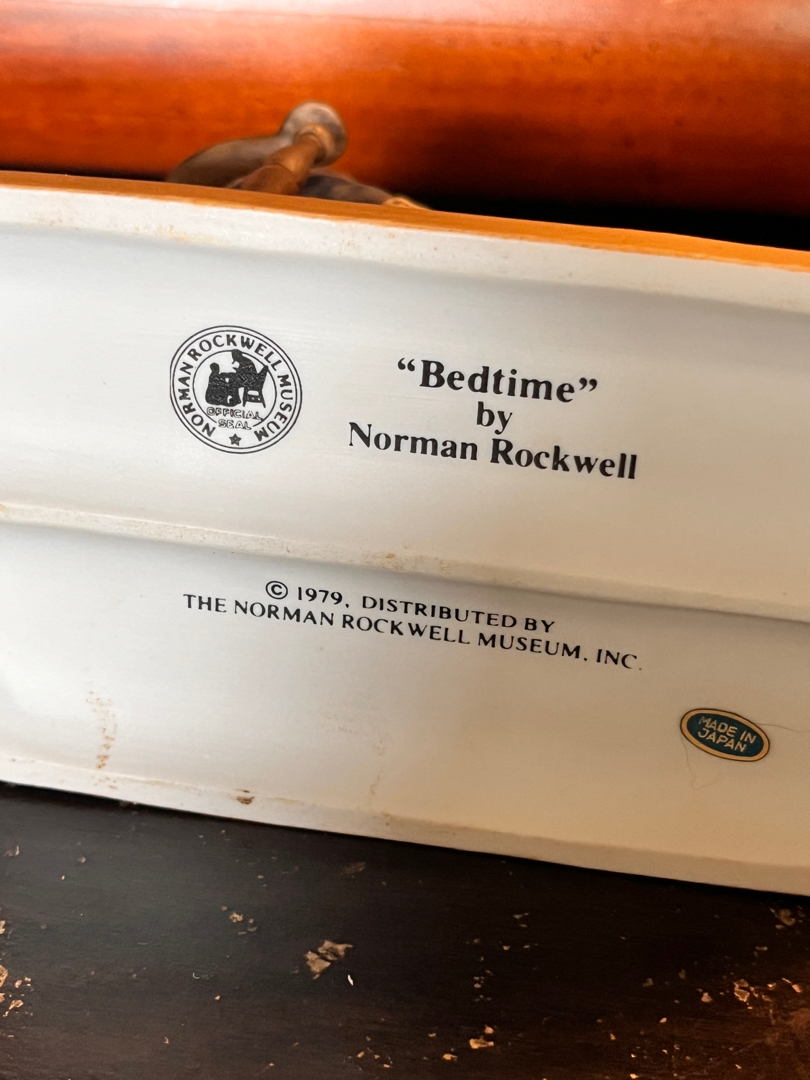 NORMAN ROCKWELL MUSEUM
OFFICIAL
SEAL
“Bedtime”
by
Norman Rockwell
© 1979, DISTRIBUTED BY
THE NORMAN ROCKWELL MUSEUM, INC.
MADE IN
JAPAN